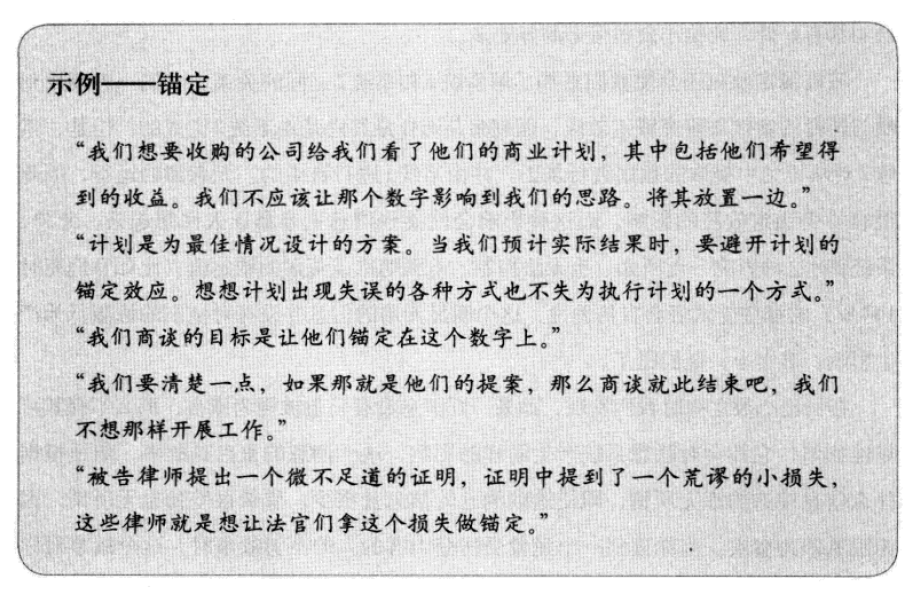 示例——锚定
“我们想要收购的公司给我们看了他们的商业计划，其中包括他们希望得
到的收益。我们不应该让那个数字影响到我们的思路。将其放置一边。”
“计划是为最佳情况设计的方案。当我们预计实际结果时，要避开计划的
锚定效应。想想计划出现失误的各种方式也不失为执行计划的一个方式。”
“我们商谈的目标是让他们锚定在这个数字上。”
“我们要清楚一点，如果那就是他们的提案，那么商谈就此结束吧，我们
不想那样开展工作。”
“被告律师提出一个微不足道的证明，证明中提到了一个荒谬的小损失，
这些律师就是想让法官们拿这个损失做锚定。”